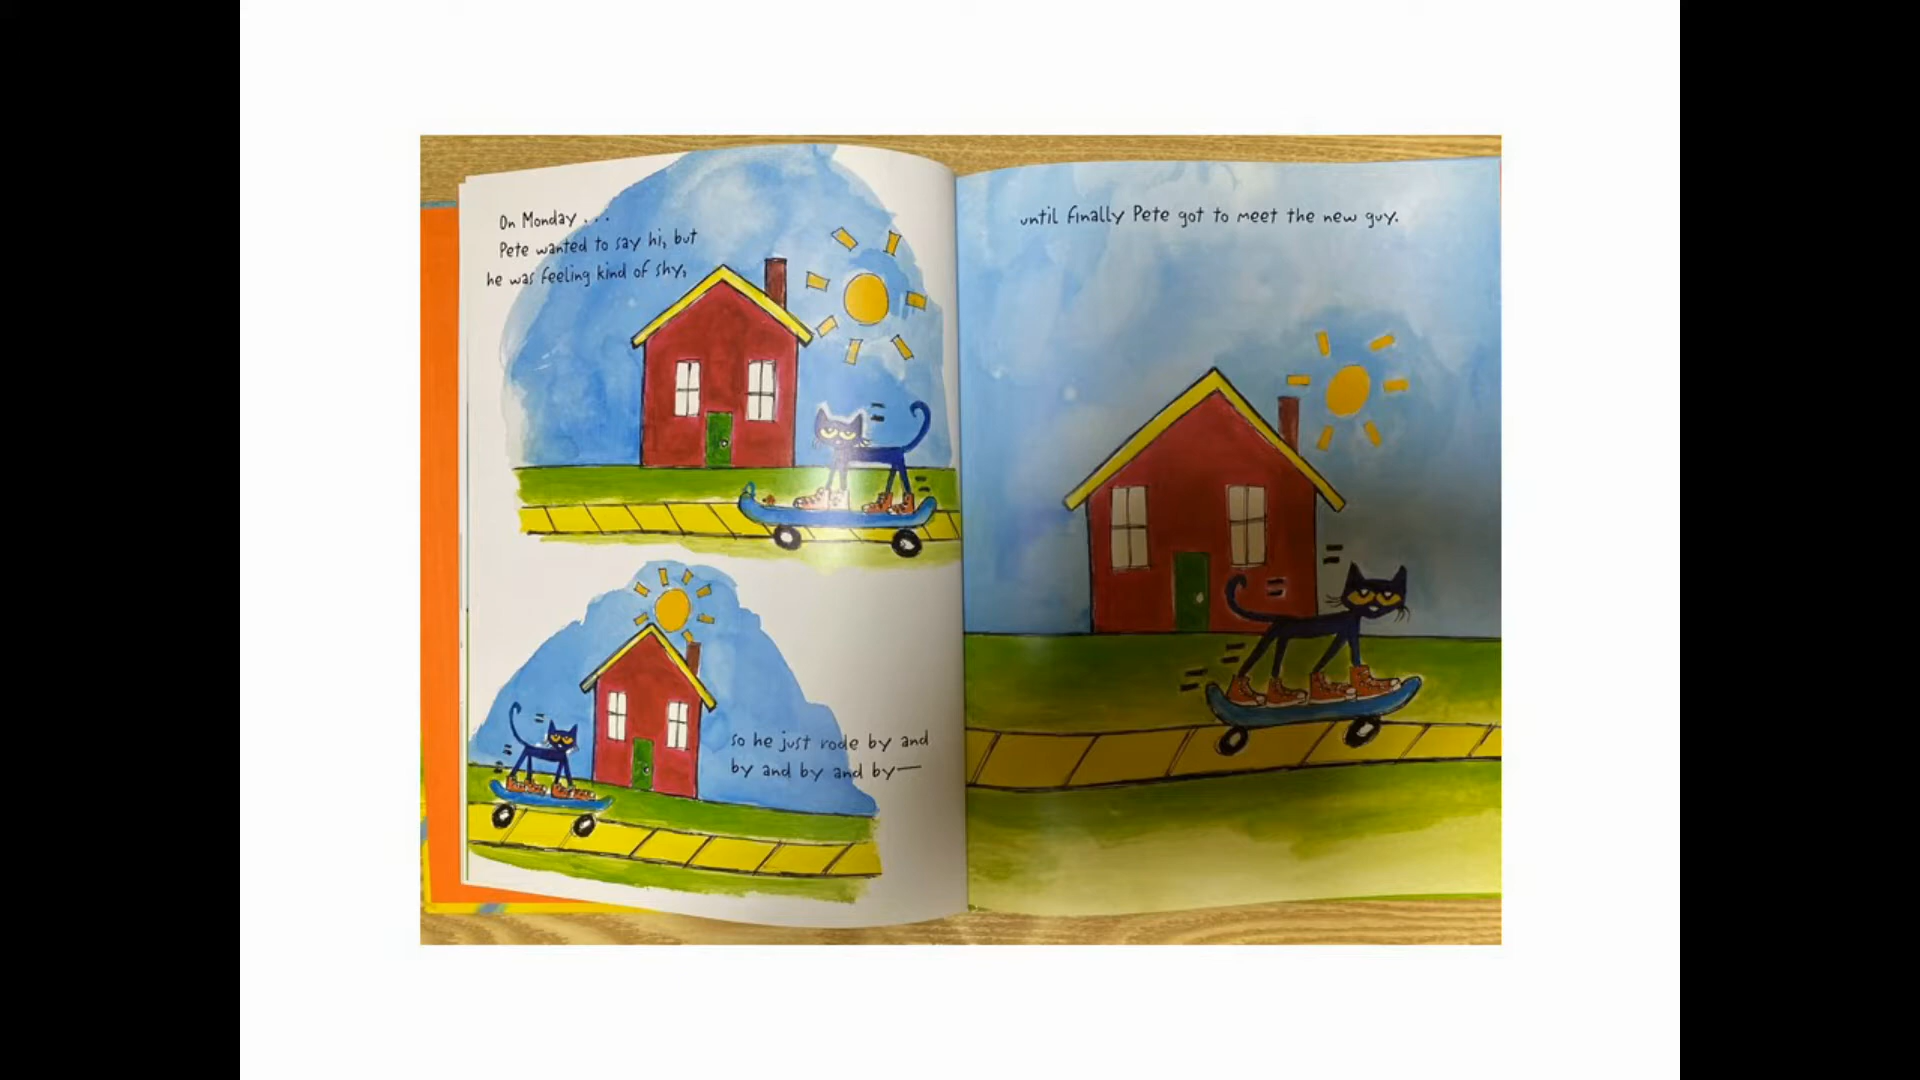 On Monday . . .
Pete wanted to say hi, but
he was feeling kind of shy,
so he just rode by and
by and by and by—
until finally Pete got to meet the new guy.